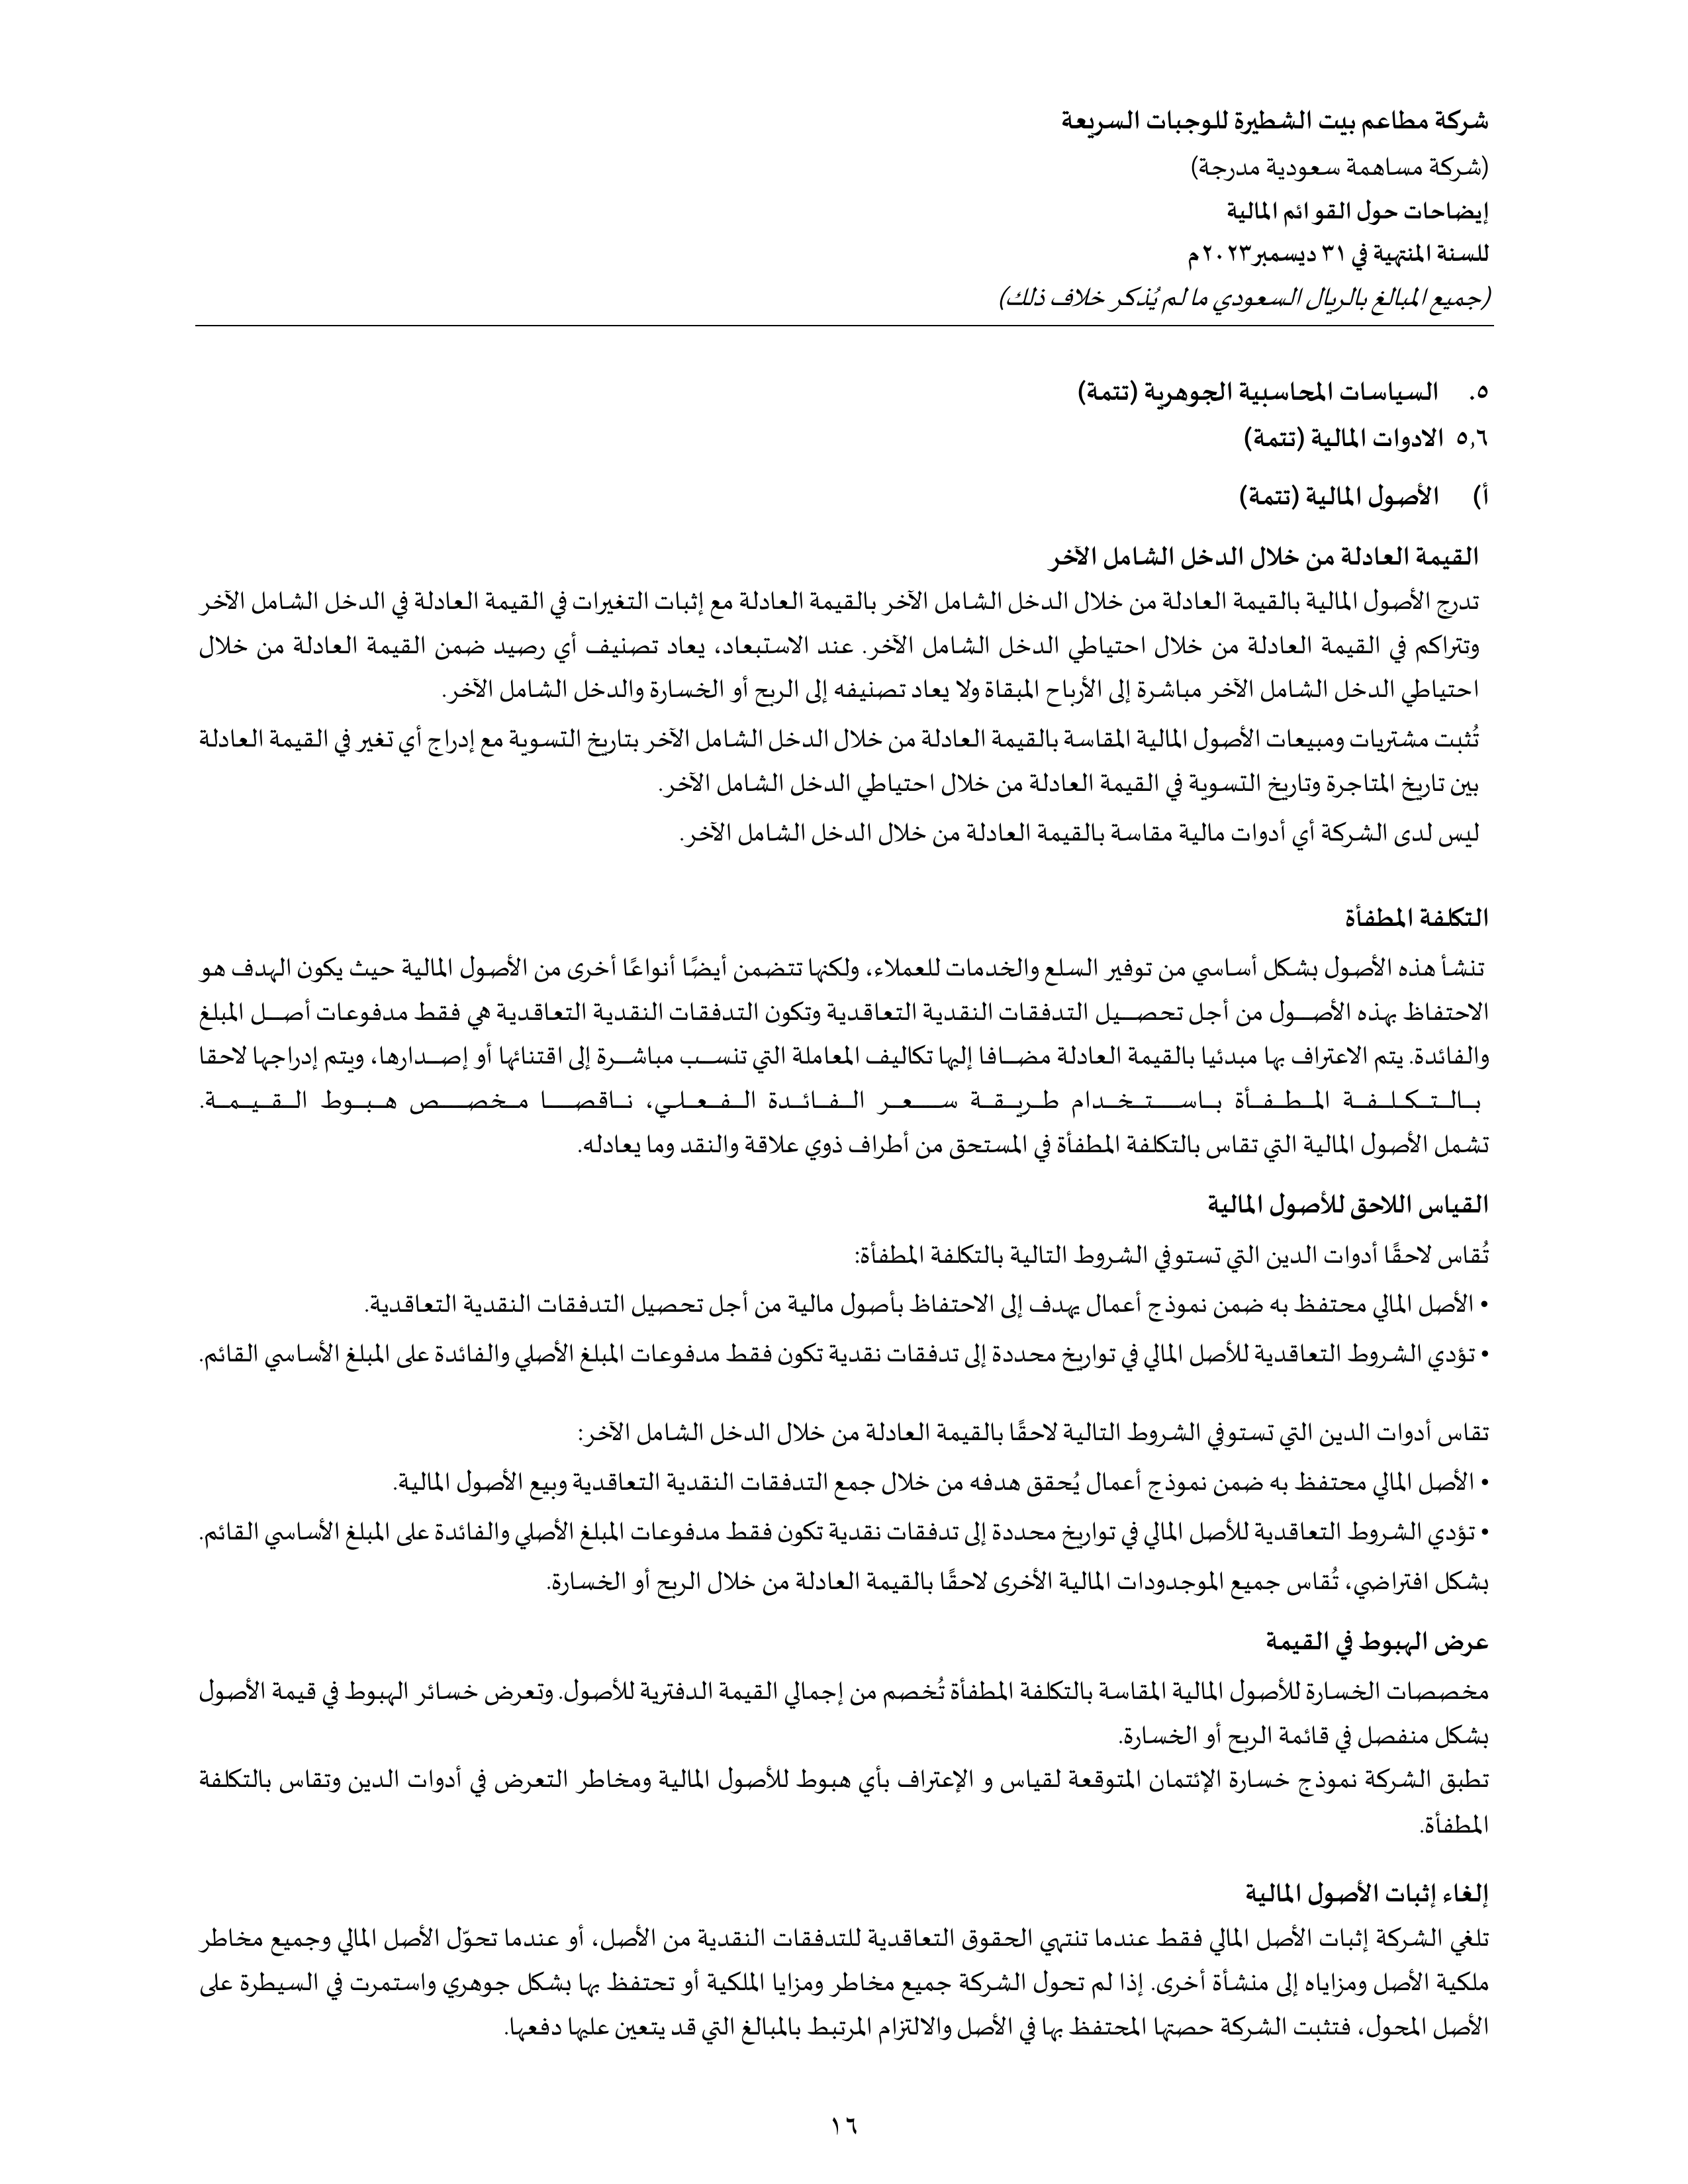 شركة مطاعم بيت الشطيرة للوجبات السريعة
(شركة مساهمة سعودية مدرجة)
إيضاحات حول القوائم المالية
للسنة المنتهية في ٣١ ديسمبر٢٠٢٣م
(جميع المبالغ بالريال السعودي ما لم يُذكر خلاف ذلك)
٥. السياسات المحاسبية الجوهرية (تتمة)
٥,٦ الادوات المالية (تتمة)
أ) الأصول المالية (تتمة)
القيمة العادلة من خلال الدخل الشامل الآخر
تدرج الأصول المالية بالقيمة العادلة من خلال الدخل الشامل الآخر بالقيمة العادلة مع إثبات التغيرات في القيمة العادلة في الدخل الشامل الآخر
وتتراكم في القيمة العادلة من خلال احتياطي الدخل الشامل الآخر. عند الاستبعاد، يعاد تصنيف أي رصيد ضمن القيمة العادلة من خلال
احتياطي الدخل الشامل الآخر مباشرة إلى الأرباح المبقاة ولا يعاد تصنيفه إلى الربح أو الخسارة والدخل الشامل الآخر.
تُثبت مشتريات ومبيعات الأصول المالية المقاسة بالقيمة العادلة من خلال الدخل الشامل الآخر بتاريخ التسوية مع إدراج أي تغير في القيمة العادلة
بين تاريخ المتاجرة وتاريخ التسوية في القيمة العادلة من خلال احتياطي الدخل الشامل الآخر.
ليس لدى الشركة أي أدوات مالية مقاسة بالقيمة العادلة من خلال الدخل الشامل الآخر.
التكلفة المطفأة
تنشأ هذه الأصول بشكل أساسي من توفير السلع والخدمات للعملاء، ولكنها تتضمن أيضًا أنواعًا أخرى من الأصول المالية حيث يكون الهدف هو
الاحتفاظ بهذه الأصول من أجل تحصيل التدفقات النقدية التعاقدية وتكون التدفقات النقدية التعاقدية هي فقط مدفوعات أصل المبلغ
والفائدة. يتم الاعتراف بها مبدئيا بالقيمة العادلة مضافا إليها تكاليف المعاملة التي تنسب مباشرة إلى اقتنائها أو إصدارها، ويتم إدراجها لاحقا
بالتكلفة المطفأة باستخدام طريقة سعر الفائدة الفعلي، ناقصا مخصص هبوط القيمة.
تشمل الأصول المالية التي تقاس بالتكلفة المطفأة في المستحق من أطراف ذوي علاقة والنقد وما يعادله.
القياس اللاحق للأصول المالية
تُقاس لاحقًا أدوات الدين التي تستوفي الشروط التالية بالتكلفة المطفأة:
• الأصل المالي محتفظ به ضمن نموذج أعمال يهدف إلى الاحتفاظ بأصول مالية من أجل تحصيل التدفقات النقدية التعاقدية.
• تؤدي الشروط التعاقدية للأصل المالي في تواريخ محددة إلى تدفقات نقدية تكون فقط مدفوعات المبلغ الأصلي والفائدة على المبلغ الأساسي القائم.
تقاس أدوات الدين التي تستوفي الشروط التالية لاحقًا بالقيمة العادلة من خلال الدخل الشامل الآخر:
• الأصل المالي محتفظ به ضمن نموذج أعمال يُحقق هدفه من خلال جمع التدفقات النقدية التعاقدية وبيع الأصول المالية.
• تؤدي الشروط التعاقدية للأصل المالي في تواريخ محددة إلى تدفقات نقدية تكون فقط مدفوعات المبلغ الأصلي والفائدة على المبلغ الأساسي القائم.
بشكل افتراضي، تُقاس جميع الموجدودات المالية الأخرى لاحقًا بالقيمة العادلة من خلال الربح أو الخسارة.
عرض الهبوط في القيمة
مخصصات الخسارة للأصول المالية المقاسة بالتكلفة المطفأة تُخصم من إجمالي القيمة الدفترية للأصول. وتعرض خسائر الهبوط في قيمة الأصول
بشكل منفصل في قائمة الربح أو الخسارة.
تطبق الشركة نموذج خسارة الإئتمان المتوقعة لقياس و الإعتراف بأي هبوط للأصول المالية ومخاطر التعرض في أدوات الدين وتقاس بالتكلفة
المطفأة.
إلغاء إثبات الأصول المالية
تلغي الشركة إثبات الأصل المالي فقط عندما تنتهي الحقوق التعاقدية للتدفقات النقدية من الأصل، أو عندما تحوّل الأصل المالي وجميع مخاطر
ملكية الأصل ومزاياه إلى منشأة أخرى. إذا لم تحول الشركة جميع مخاطر ومزايا الملكية أو تحتفظ بها بشكل جوهري واستمرت في السيطرة على
الأصل المحول، فتثبت الشركة حصتها المحتفظ بها في الأصل والالتزام المرتبط بالمبالغ التي قد يتعين عليها دفعها.
١٦